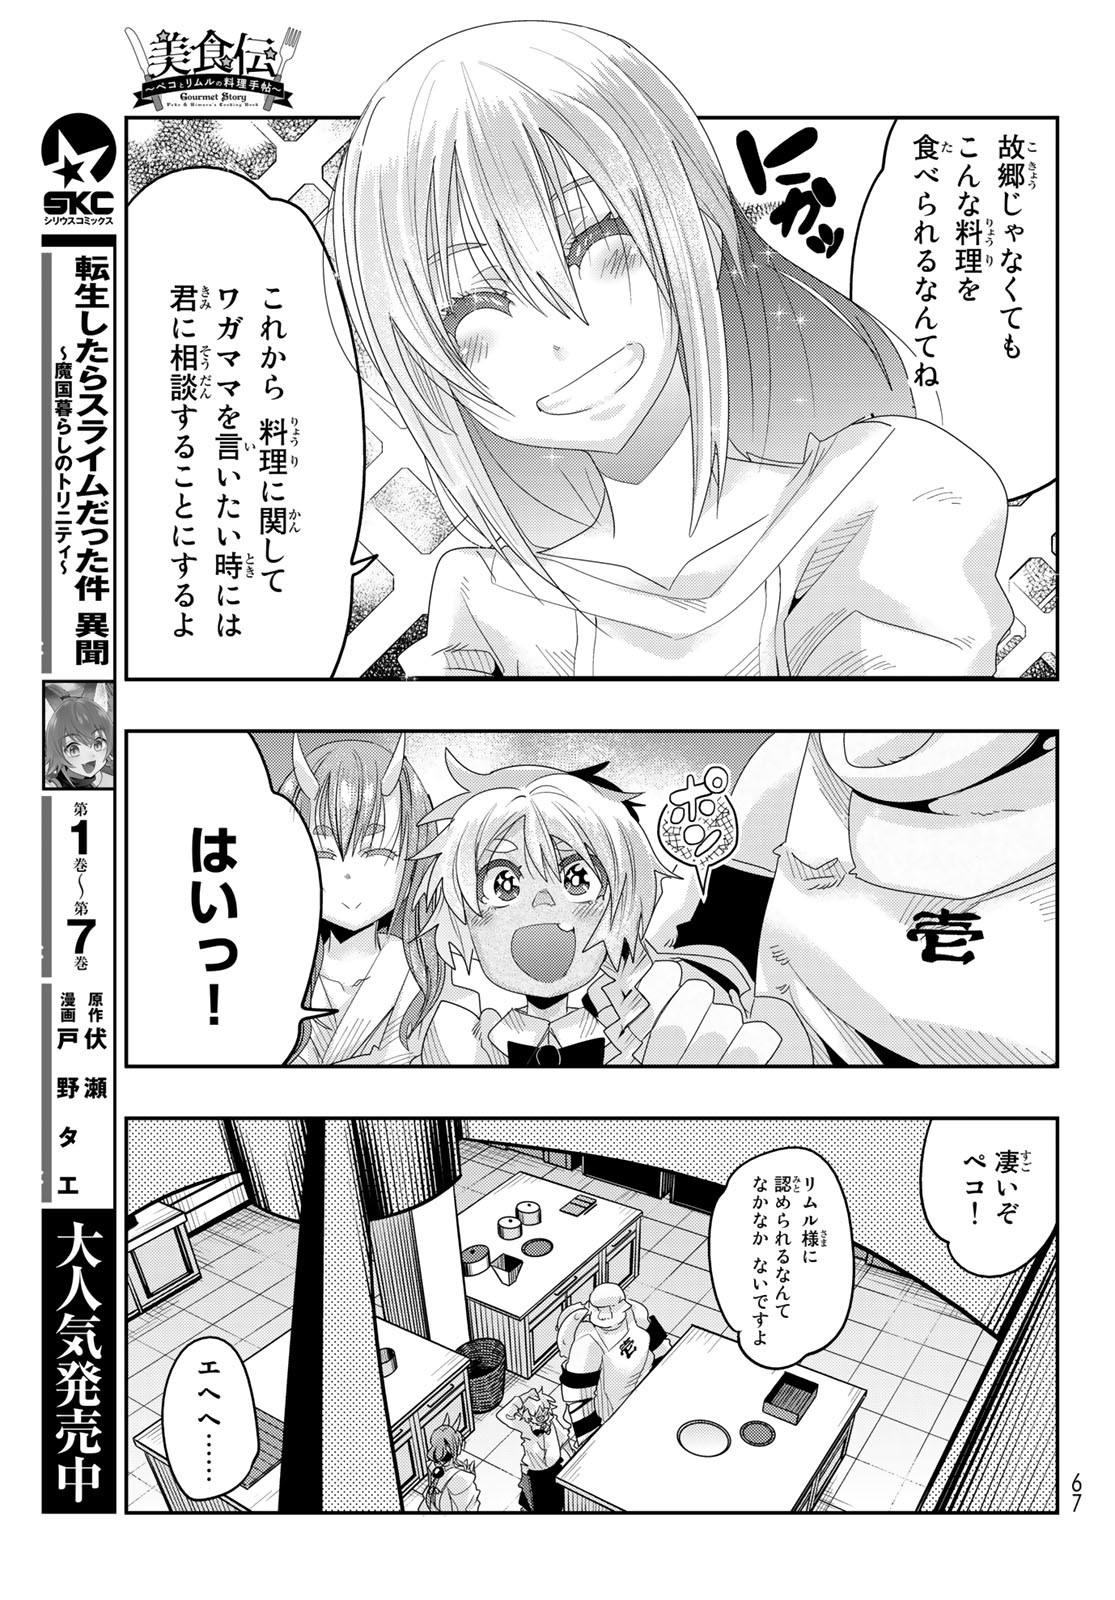 美食伝
～ペコとリムルの料理手帖～
Gourmet Story
Peko & Rimuru's Cooking Book
故郷じゃなくても
こんな料理を
食べられるなんてね
ニカッ
これから 料理に関して
ワガママを言いたい時には
君に相談することにするよ
ポン
壱
はいっ！
凄いぞ
ペコ！
リムル様に
認められるなんて
なかなか ないですよ
壱
エヘヘ……
SKC
シリウスコミックス
転生したらスライムだった件 異聞
～魔国暮らしのトリニティ～
第1巻～第7巻
原作 伏瀬
漫画 戸野タエ
大人気発売中
67